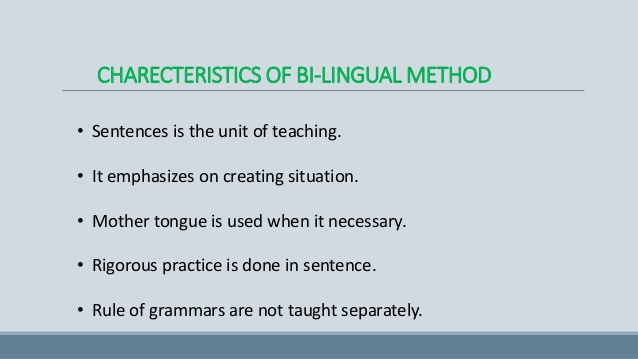 CHARECTERISTICS OF BI-LINGUAL METHOD
• Sentences is the unit of teaching.
• It emphasizes on creating situation.
• Mother tongue is used when it necessary.
• Rigorous practice is done in sentence.
• Rule of grammars are not taught separately.